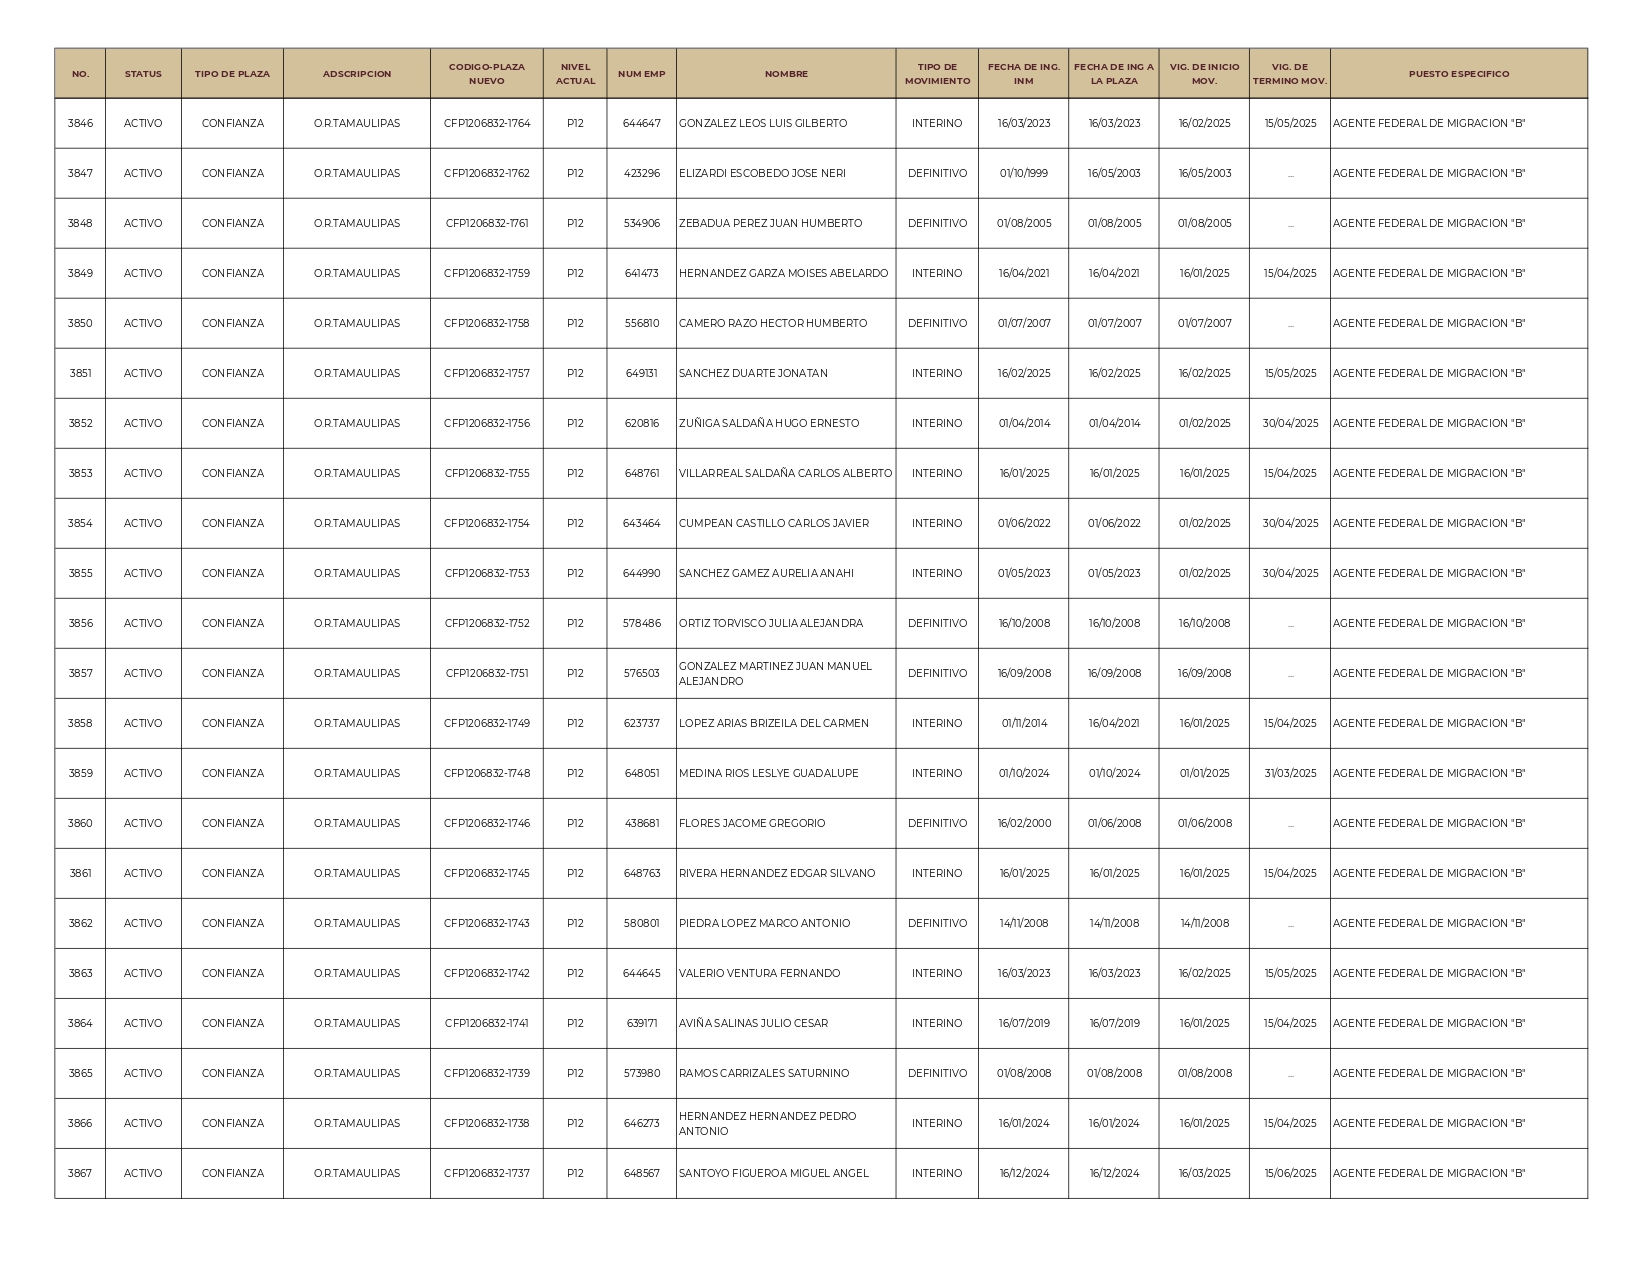 NO. STATUS TIPO DE PLAZA ADSCRIPCION CODIGO-PLAZA NUEVO NIVEL ACTUAL NUM EMP NOMBRE TIPO DE MOVIMIENTO FECHA DE ING. INM FECHA DE ING A LA PLAZA VIG. DE INICIO MOV. VIG. DE TERMINO MOV. PUESTO ESPECIFICO
3846 ACTIVO CONFIANZA O.R.TAMAULIPAS CFP1206832-1764 P12 644647 GONZALEZ LEOS LUIS GILBERTO INTERINO 16/03/2023 16/03/2023 16/02/2025 15/05/2025 AGENTE FEDERAL DE MIGRACION "B"
3847 ACTIVO CONFIANZA O.R.TAMAULIPAS CFP1206832-1762 P12 423296 ELIZARDI ESCOBEDO JOSE NERI DEFINITIVO 01/10/1999 16/05/2003 16/05/2003 ... AGENTE FEDERAL DE MIGRACION "B"
3848 ACTIVO CONFIANZA O.R.TAMAULIPAS CFP1206832-1761 P12 534906 ZEBADUA PEREZ JUAN HUMBERTO DEFINITIVO 01/08/2005 01/08/2005 01/08/2005 ... AGENTE FEDERAL DE MIGRACION "B"
3849 ACTIVO CONFIANZA O.R.TAMAULIPAS CFP1206832-1759 P12 641473 HERNANDEZ GARZA MOISES ABELARDO INTERINO 16/04/2021 16/04/2021 16/01/2025 15/04/2025 AGENTE FEDERAL DE MIGRACION "B"
3850 ACTIVO CONFIANZA O.R.TAMAULIPAS CFP1206832-1758 P12 556810 CAMERO RAZO HECTOR HUMBERTO DEFINITIVO 01/07/2007 01/07/2007 01/07/2007 ... AGENTE FEDERAL DE MIGRACION "B"
3851 ACTIVO CONFIANZA O.R.TAMAULIPAS CFP1206832-1757 P12 649131 SANCHEZ DUARTE JONATAN INTERINO 16/02/2025 16/02/2025 16/02/2025 15/05/2025 AGENTE FEDERAL DE MIGRACION "B"
3852 ACTIVO CONFIANZA O.R.TAMAULIPAS CFP1206832-1756 P12 620816 ZUÑIGA SALDAÑA HUGO ERNESTO INTERINO 01/04/2014 01/04/2014 01/02/2025 30/04/2025 AGENTE FEDERAL DE MIGRACION "B"
3853 ACTIVO CONFIANZA O.R.TAMAULIPAS CFP1206832-1755 P12 648761 VILLARREAL SALDAÑA CARLOS ALBERTO INTERINO 16/01/2025 16/01/2025 16/01/2025 15/04/2025 AGENTE FEDERAL DE MIGRACION "B"
3854 ACTIVO CONFIANZA O.R.TAMAULIPAS CFP1206832-1754 P12 643464 CUMPEAN CASTILLO CARLOS JAVIER INTERINO 01/06/2022 01/06/2022 01/02/2025 30/04/2025 AGENTE FEDERAL DE MIGRACION "B"
3855 ACTIVO CONFIANZA O.R.TAMAULIPAS CFP1206832-1753 P12 644990 SANCHEZ GAMEZ AURELIA ANAHI INTERINO 01/05/2023 01/05/2023 01/02/2025 30/04/2025 AGENTE FEDERAL DE MIGRACION "B"
3856 ACTIVO CONFIANZA O.R.TAMAULIPAS CFP1206832-1752 P12 578486 ORTIZ TORVISCO JULIA ALEJANDRA DEFINITIVO 16/10/2008 16/10/2008 16/10/2008 ... AGENTE FEDERAL DE MIGRACION "B"
3857 ACTIVO CONFIANZA O.R.TAMAULIPAS CFP1206832-1751 P12 576503 GONZALEZ MARTINEZ JUAN MANUEL ALEJANDRO DEFINITIVO 16/09/2008 16/09/2008 16/09/2008 ... AGENTE FEDERAL DE MIGRACION "B"
3858 ACTIVO CONFIANZA O.R.TAMAULIPAS CFP1206832-1749 P12 623737 LOPEZ ARIAS BRIZEILA DEL CARMEN INTERINO 01/11/2014 16/04/2021 16/01/2025 15/04/2025 AGENTE FEDERAL DE MIGRACION "B"
3859 ACTIVO CONFIANZA O.R.TAMAULIPAS CFP1206832-1748 P12 648051 MEDINA RIOS LESLYE GUADALUPE INTERINO 01/10/2024 01/10/2024 01/01/2025 31/03/2025 AGENTE FEDERAL DE MIGRACION "B"
3860 ACTIVO CONFIANZA O.R.TAMAULIPAS CFP1206832-1746 P12 438681 FLORES JACOME GREGORIO DEFINITIVO 16/02/2000 01/06/2008 01/06/2008 ... AGENTE FEDERAL DE MIGRACION "B"
3861 ACTIVO CONFIANZA O.R.TAMAULIPAS CFP1206832-1745 P12 648763 RIVERA HERNANDEZ EDGAR SILVANO INTERINO 16/01/2025 16/01/2025 16/01/2025 15/04/2025 AGENTE FEDERAL DE MIGRACION "B"
3862 ACTIVO CONFIANZA O.R.TAMAULIPAS CFP1206832-1743 P12 580801 PIEDRA LOPEZ MARCO ANTONIO DEFINITIVO 14/11/2008 14/11/2008 14/11/2008 ... AGENTE FEDERAL DE MIGRACION "B"
3863 ACTIVO CONFIANZA O.R.TAMAULIPAS CFP1206832-1742 P12 644645 VALERIO VENTURA FERNANDO INTERINO 16/03/2023 16/03/2023 16/02/2025 15/05/2025 AGENTE FEDERAL DE MIGRACION "B"
3864 ACTIVO CONFIANZA O.R.TAMAULIPAS CFP1206832-1741 P12 639171 AVIÑA SALINAS JULIO CESAR INTERINO 16/07/2019 16/07/2019 16/01/2025 15/04/2025 AGENTE FEDERAL DE MIGRACION "B"
3865 ACTIVO CONFIANZA O.R.TAMAULIPAS CFP1206832-1739 P12 573980 RAMOS CARRIZALES SATURNINO DEFINITIVO 01/08/2008 01/08/2008 01/08/2008 ... AGENTE FEDERAL DE MIGRACION "B"
3866 ACTIVO CONFIANZA O.R.TAMAULIPAS CFP1206832-1738 P12 646273 HERNANDEZ HERNANDEZ PEDRO ANTONIO INTERINO 16/01/2024 16/01/2024 16/01/2025 15/04/2025 AGENTE FEDERAL DE MIGRACION "B"
3867 ACTIVO CONFIANZA O.R.TAMAULIPAS CFP1206832-1737 P12 648567 SANTOYO FIGUEROA MIGUEL ANGEL INTERINO 16/12/2024 16/12/2024 16/03/2025 15/06/2025 AGENTE FEDERAL DE MIGRACION "B"